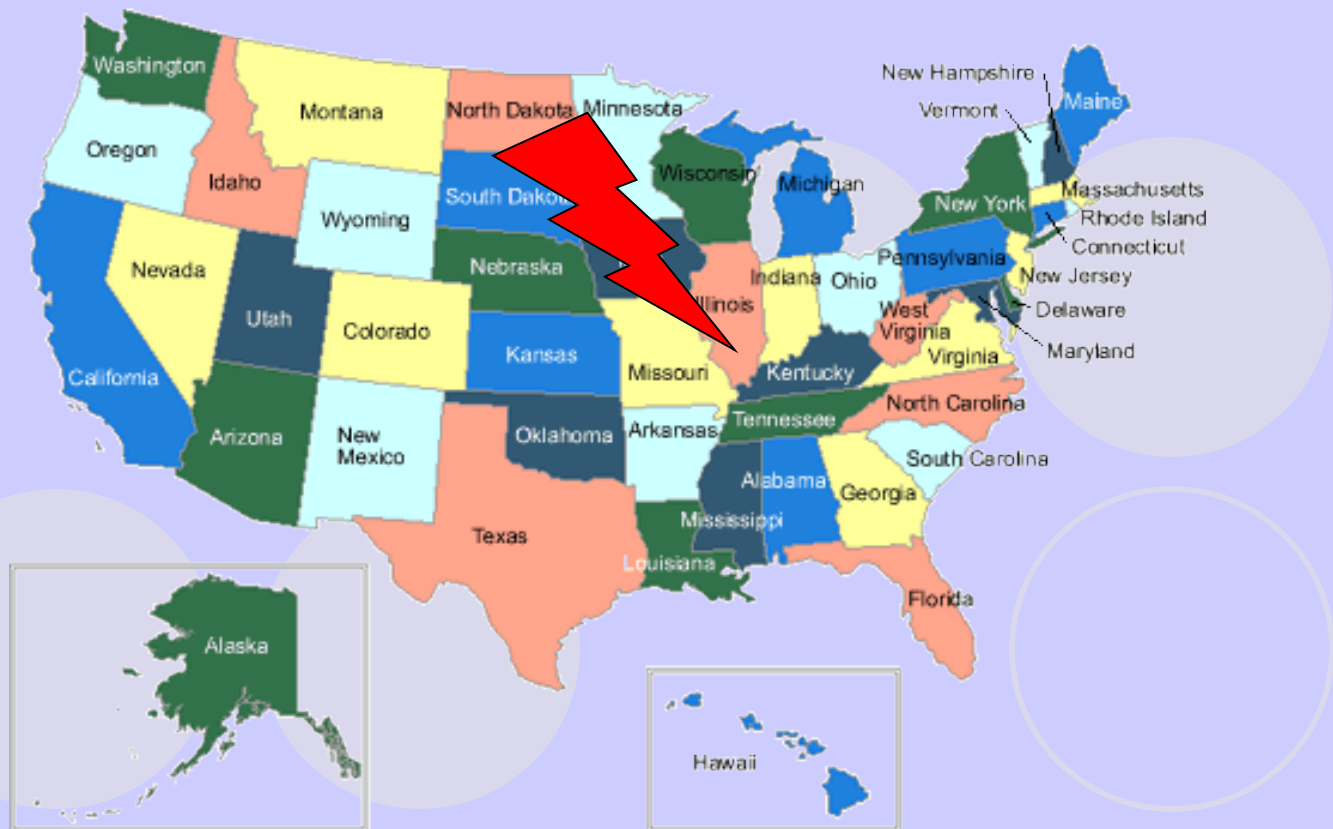 Washington
Montana
North Dakota
Minnesota
New Hampshire
Vermont
Maine
Oregon
Idaho
Wyoming
South
Wisconsin
Michigan
New York
Massachusetts
Rhode Island
Connecticut
Nevada
Utah
Colorado
Nebraska
Illinois
Indiana
Ohio
Pennsylvania
New Jersey
Delaware
Maryland
West
Virginia
Virginia
California
Kansas
Missouri
Kentucky
Arizona
New
Mexico
Oklahoma
Arkansas
Tennessee
North Carolina
South Carolina
Texas
Louisiana
Mississippi
Alabama
Georgia
Florida
Alaska
Hawaii